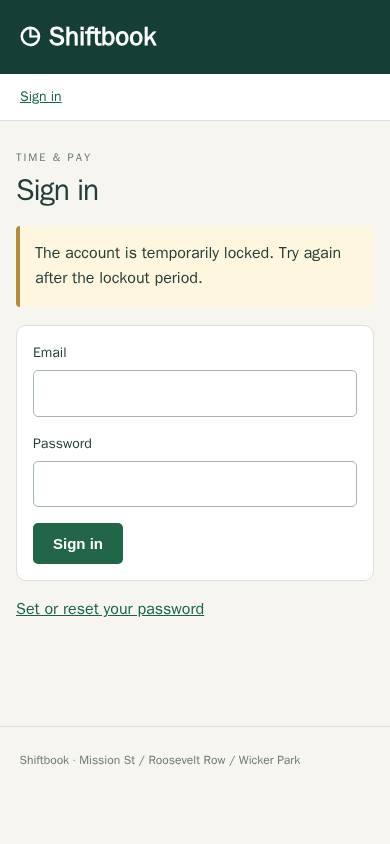 Shiftbook
Sign in
TIME & PAY
Sign in
The account is temporarily locked. Try again
after the lockout period.
Email
Password
Sign in
Set or reset your password
Shiftbook · Mission St / Roosevelt Row / Wicker Park